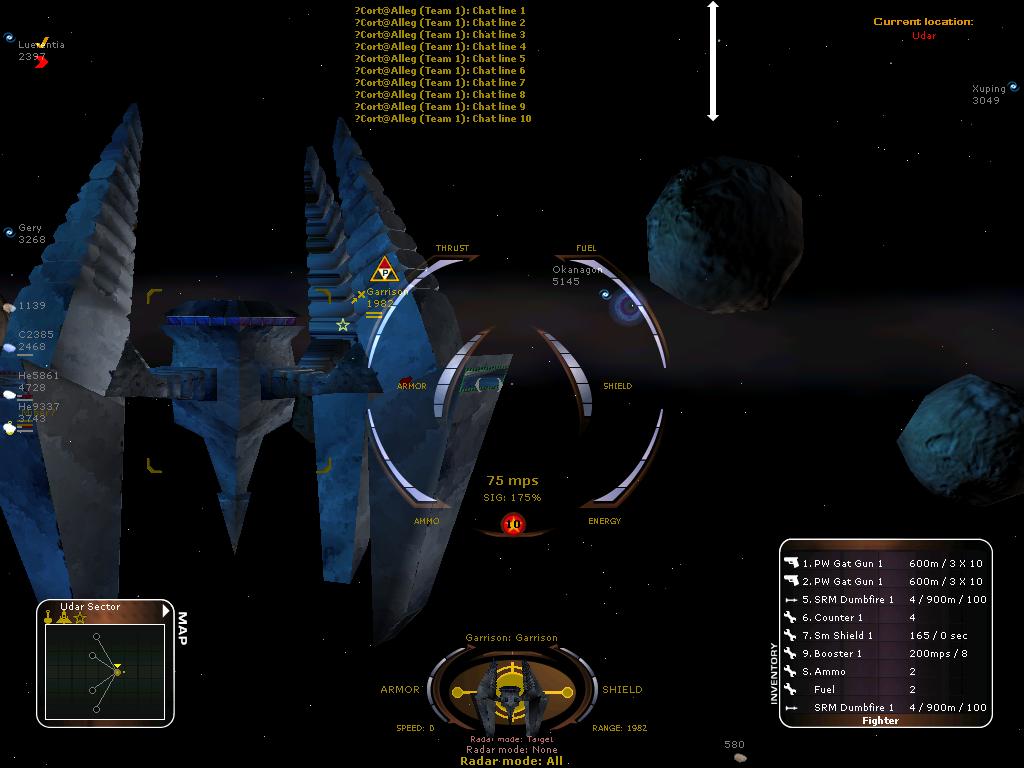 ?Cort@Alleg (Team 1): Chat line 1
?Cort@Alleg (Team 1): Chat line 2
?Cort@Alleg (Team 1): Chat line 3
?Cort@Alleg (Team 1): Chat line 4
?Cort@Alleg (Team 1): Chat line 5
?Cort@Alleg (Team 1): Chat line 6
?Cort@Alleg (Team 1): Chat line 7
?Cort@Alleg (Team 1): Chat line 8
?Cort@Alleg (Team 1): Chat line 9
?Cort@Alleg (Team 1): Chat line 10
Current location:
Udar
2397
Xuping
3049
Gery
3268
THRUST
FUEL
P
Okanagon
5145
Garrison
1982
1139
C2385
2468
He5861
4728
He9337
3743
ARMOR
SHIELD
75 mps
SIG: 175%
AMMO
10
ENERGY
1. PW Gat Gun 1 600m / 3 X 10
2. PW Gat Gun 1 600m / 3 X 10
5. SRM Dumbfire 1 4 / 900m / 100
6. Counter 1 4
7. Sm Shield 1 165 / 0 sec
9. Booster 1 200mps / 8
S. Ammo 2
Fuel 2
SRM Dumbfire 1 4 / 900m / 100
Fighter
INVENTORY
Udar Sector
MAP
Garrison: Garrison
ARMOR
SHIELD
SPEED: 0
RANGE: 1982
Radar mode: Target
Radar mode: None
Radar mode: All
580